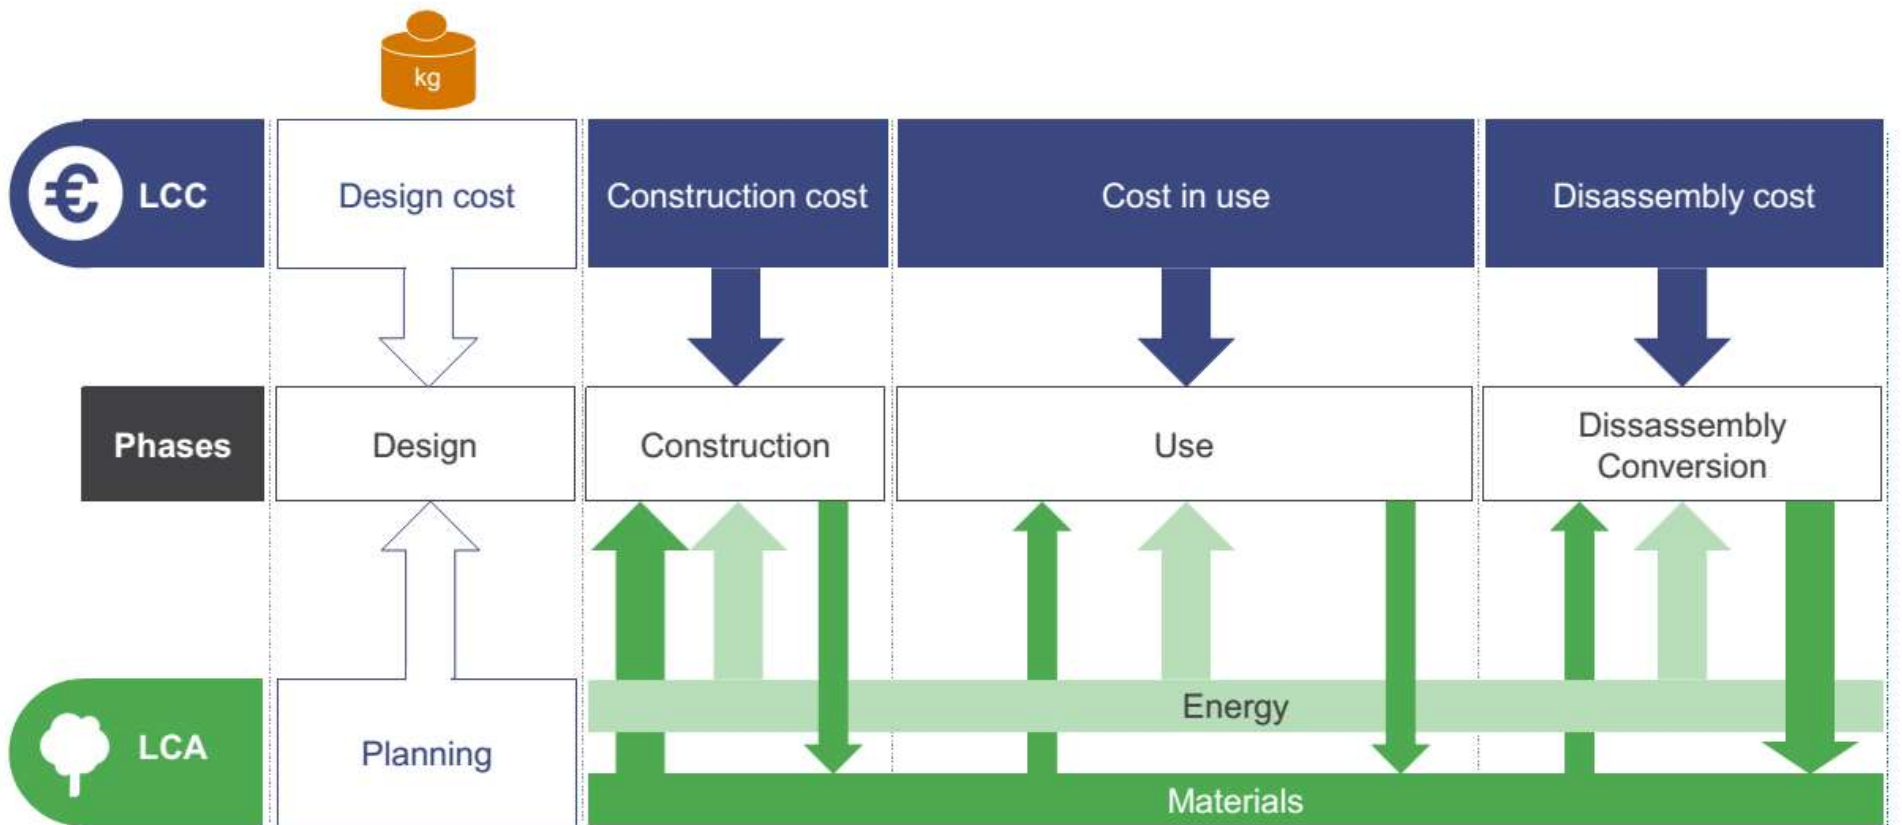 kg
€ LCC
Design cost
Construction cost
Cost in use
Disassembly cost
Phases
Design
Construction
Use
Dissassembly
Conversion
LCA
Planning
Energy
Materials